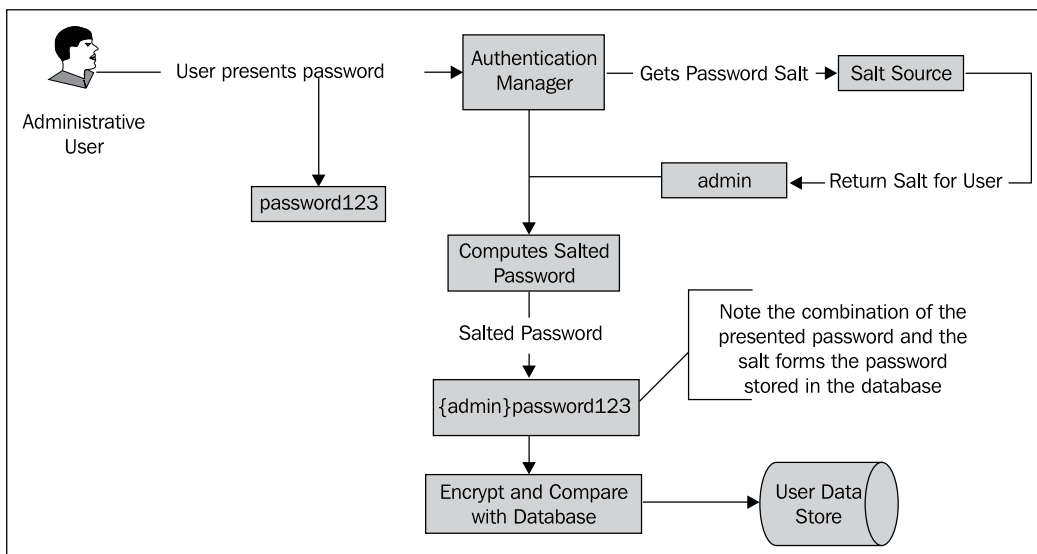 User presents password
Authentication
Manager
Gets Password Salt
Salt Source
Administrative
User
password123
admin
Return Salt for User
Computes Salted
Password
Salted Password
Note the combination of the
presented password and the
salt forms the password
stored in the database
{admin}password123
Encrypt and Compare
with Database
User Data
Store